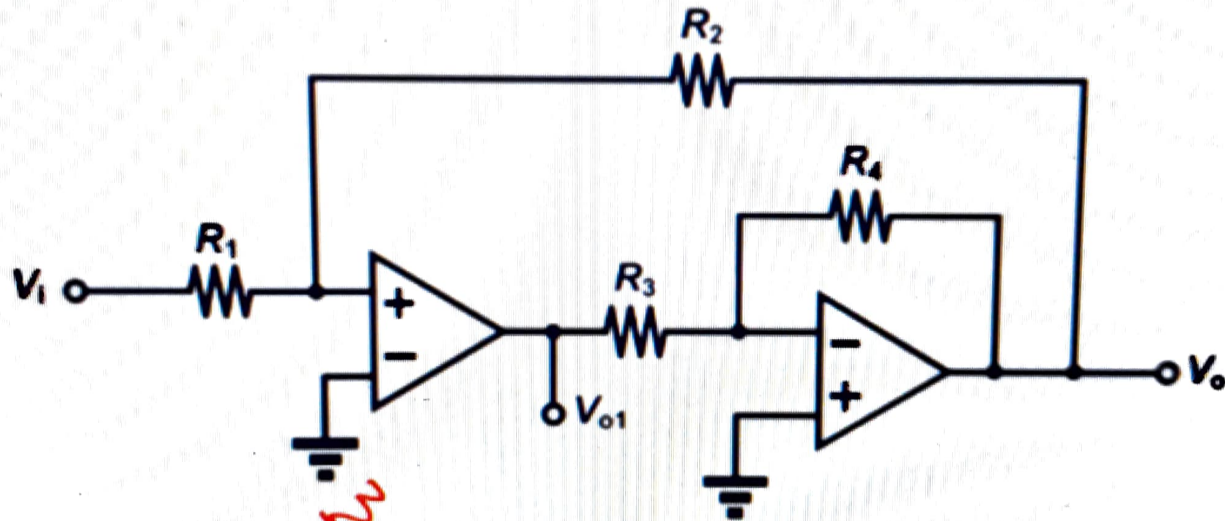 R₂
R₄
R₁
R₃
Vᵢ
+
−
−
+
Vₒ
Vₒ₁